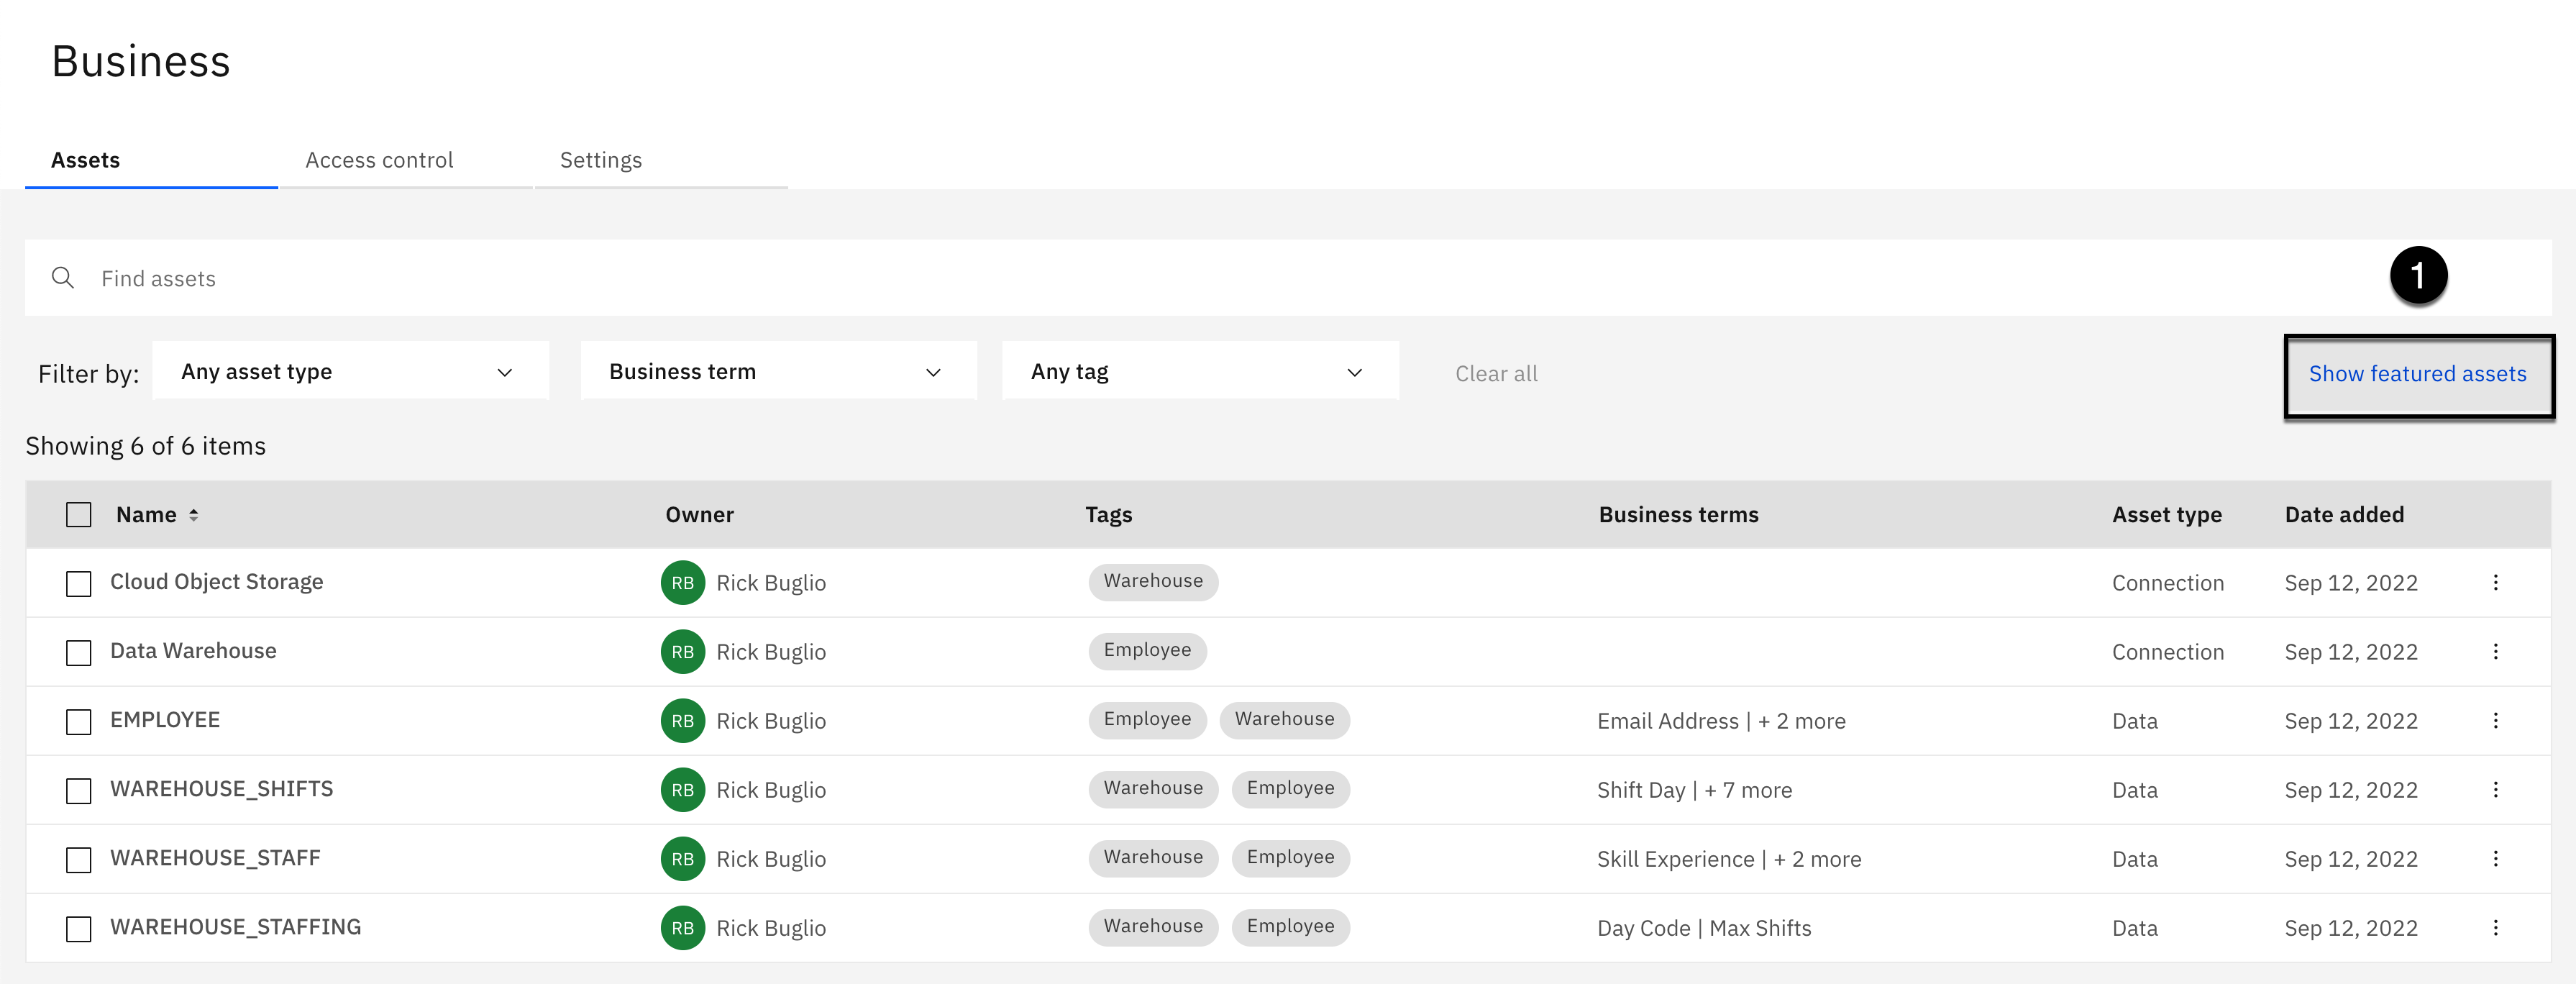 Business
Assets Access control Settings
Find assets 1
Filter by: Any asset type Business term Any tag Clear all Show featured assets
Showing 6 of 6 items
Name Owner Tags Business terms Asset type Date added
Cloud Object Storage RB Rick Buglio Warehouse Connection Sep 12, 2022
Data Warehouse RB Rick Buglio Employee Connection Sep 12, 2022
EMPLOYEE RB Rick Buglio Employee Warehouse Email Address | + 2 more Data Sep 12, 2022
WAREHOUSE_SHIFTS RB Rick Buglio Warehouse Employee Shift Day | + 7 more Data Sep 12, 2022
WAREHOUSE_STAFF RB Rick Buglio Warehouse Employee Skill Experience | + 2 more Data Sep 12, 2022
WAREHOUSE_STAFFING RB Rick Buglio Warehouse Employee Day Code | Max Shifts Data Sep 12, 2022